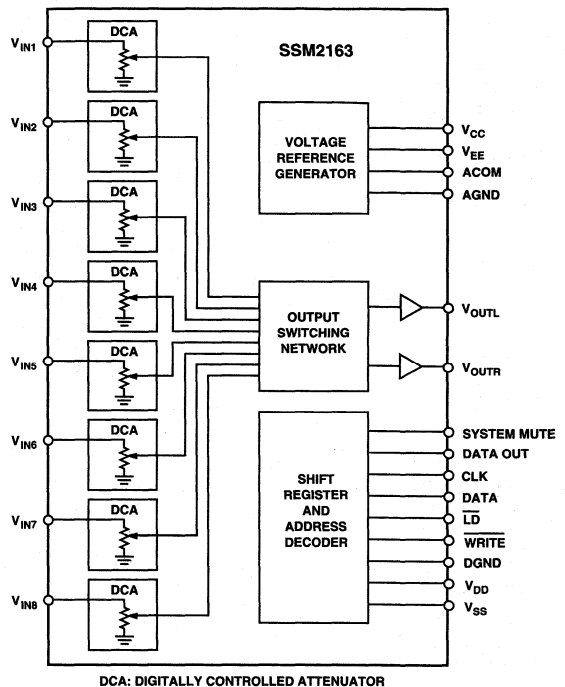 SSM2163
V_IN1
DCA
V_IN2
DCA
V_IN3
DCA
V_IN4
DCA
V_IN5
DCA
V_IN6
DCA
V_IN7
DCA
V_IN8
DCA
VOLTAGE
REFERENCE
GENERATOR
V_CC
V_EE
ACOM
AGND
OUTPUT
SWITCHING
NETWORK
V_OUTL
V_OUTR
SHIFT
REGISTER
AND
ADDRESS
DECODER
SYSTEM MUTE
DATA OUT
CLK
DATA
L̅D̅
W̅R̅I̅T̅E̅
DGND
V_DD
V_SS
DCA: DIGITALLY CONTROLLED ATTENUATOR